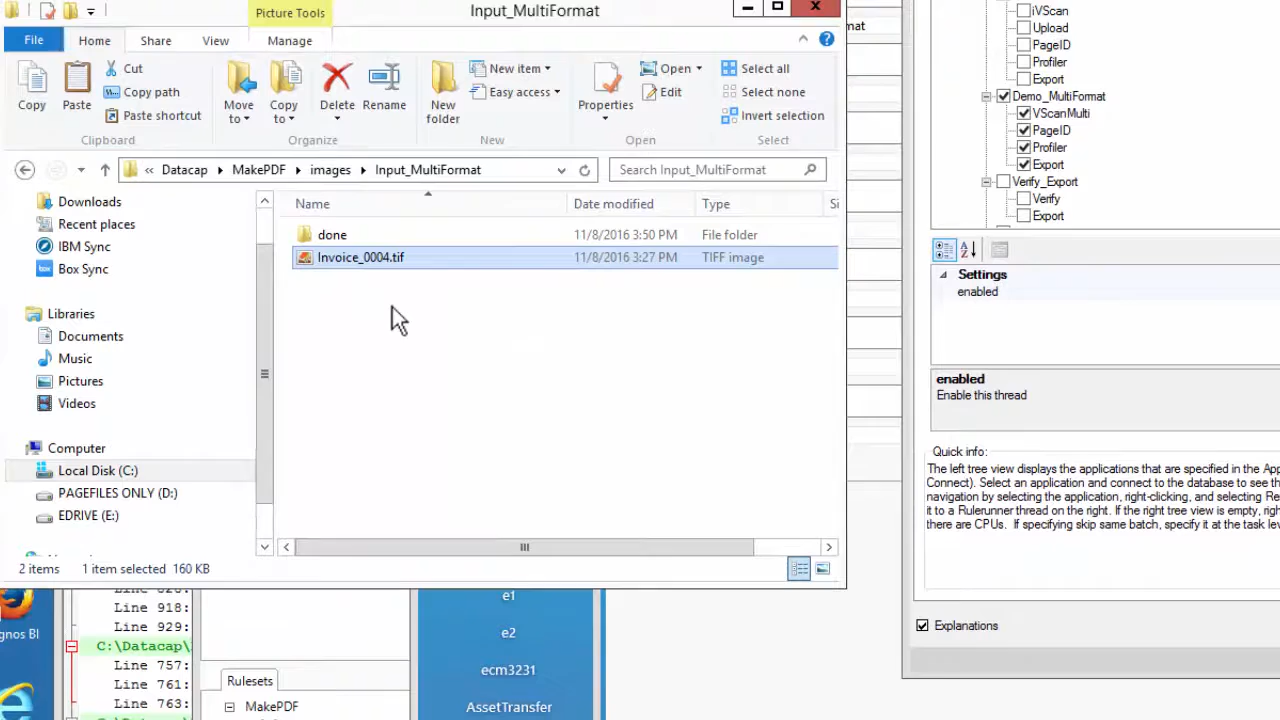 Picture Tools
Input_MultiFormat
File
Home
Share
View
Manage
Copy
Paste
Cut
Copy path
Paste shortcut
Clipboard
Move to
Copy to
Delete
Rename
Organize
New folder
New item
Easy access
New
Properties
Open
Edit
Open
Select all
Select none
Invert selection
Select
« Datacap
MakePDF
images
Input_MultiFormat
Search Input_MultiFormat
Name
Date modified
Type
Si
done
11/8/2016 3:50 PM
File folder
Invoice_0004.tif
11/8/2016 3:27 PM
TIFF image
Downloads
Recent places
IBM Sync
Box Sync
Libraries
Documents
Music
Pictures
Videos
Computer
Local Disk (C:)
PAGEFILES ONLY (D:)
EDRIVE (E:)
2 items
1 item selected 160 KB
mat
iVScan
Upload
PageID
Profiler
Export
Demo_MultiFormat
VScanMulti
PageID
Profiler
Export
Verify_Export
Verify
Export
Settings
enabled
enabled
Enable this thread
Quick info:
The left tree view displays the applications that are specified in the App
Connect). Select an application and connect to the database to see th
navigation by selecting the application, right-clicking, and selecting Re
it to a Rulerunner thread on the right. If the right tree view is empty, righ
there are CPUs. If specifying skip same batch, specify it at the task lev
Explanations
gnos BI
Line 918:
Line 929:
C:\Datacap\
Line 757:
Line 761:
Line 763:
Rulesets
MakePDF
e1
e2
ecm3231
AssetTransfer